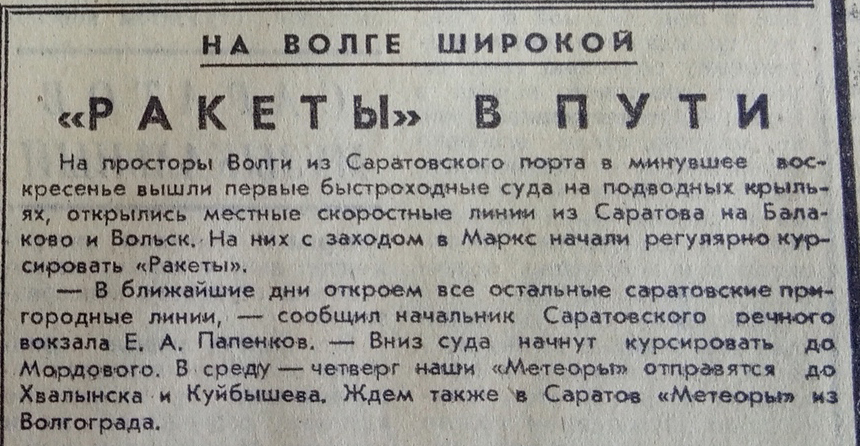 НА ВОЛГЕ ШИРОКОЙ
«РАКЕТЫ» В ПУТИ
На просторы Волги из Саратовского порта в минувшее вос-
кресенье вышли первые быстроходные суда на подводных крыль-
ях, открылись местные скоростные линии из Саратова на Бала-
ково и Вольск. На них с заходом в Маркс начали регулярно кур-
сировать «Ракеты».
— В ближайшие дни откроем все остальные саратовские при-
городные линии, — сообщил начальник Саратовского речного
вокзала Е. А. Папенков. — Вниз суда начнут курсировать до
Мордового. В среду — четверг наши «Метеоры» отправятся до
Хвалынска и Куйбышева. Ждем также в Саратов «Метеоры» из
Волгограда.